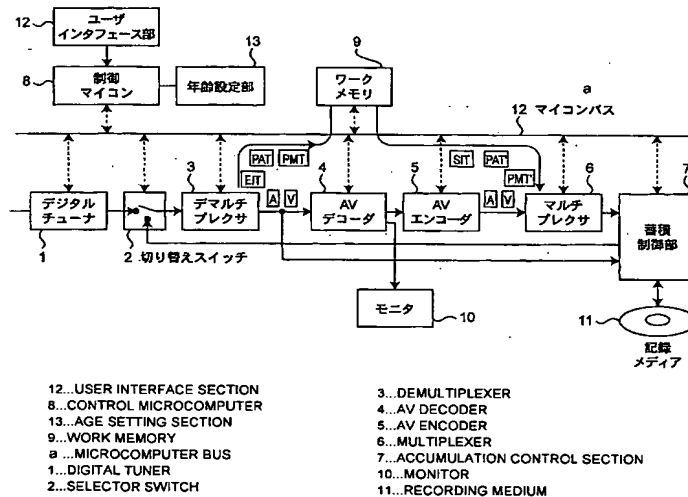 12
ユーザ
インタフェース部
8
制御
マイコン
13
年齢設定部
9
ワーク
メモリ
a
12 マイコンバス
PAT PMT
EIT
SIT PAT'
PMT'
3
デマルチ
プレクサ
A V
4
AV
デコーダ
5
AV
エンコーダ
A V
6
マルチ
プレクサ
7
蓄積
制御部
デジタル
チューナ
1
2 切り替えスイッチ
モニタ
10
11
記録
メディア
12...USER INTERFACE SECTION
8...CONTROL MICROCOMPUTER
13...AGE SETTING SECTION
9...WORK MEMORY
a ...MICROCOMPUTER BUS
1...DIGITAL TUNER
2...SELECTOR SWITCH
3...DEMULTIPLEXER
4...AV DECODER
5...AV ENCODER
6...MULTIPLEXER
7...ACCUMULATION CONTROL SECTION
10...MONITOR
11...RECORDING MEDIUM